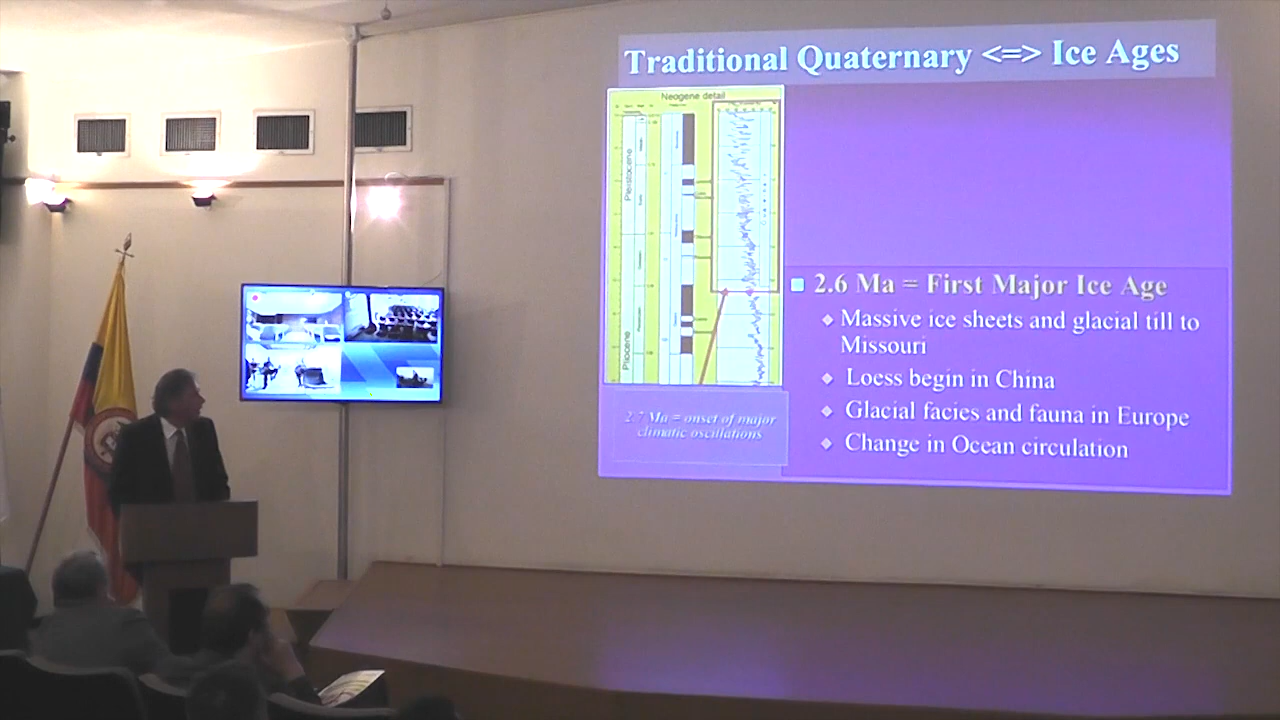 Traditional Quaternary <=> Ice Ages
Neogene detail
Pleistocene
Pliocene
2.7 Ma = onset of major
climatic oscillations
2.6 Ma = First Major Ice Age
Massive ice sheets and glacial till to
Missouri
Loess begin in China
Glacial facies and fauna in Europe
Change in Ocean circulation